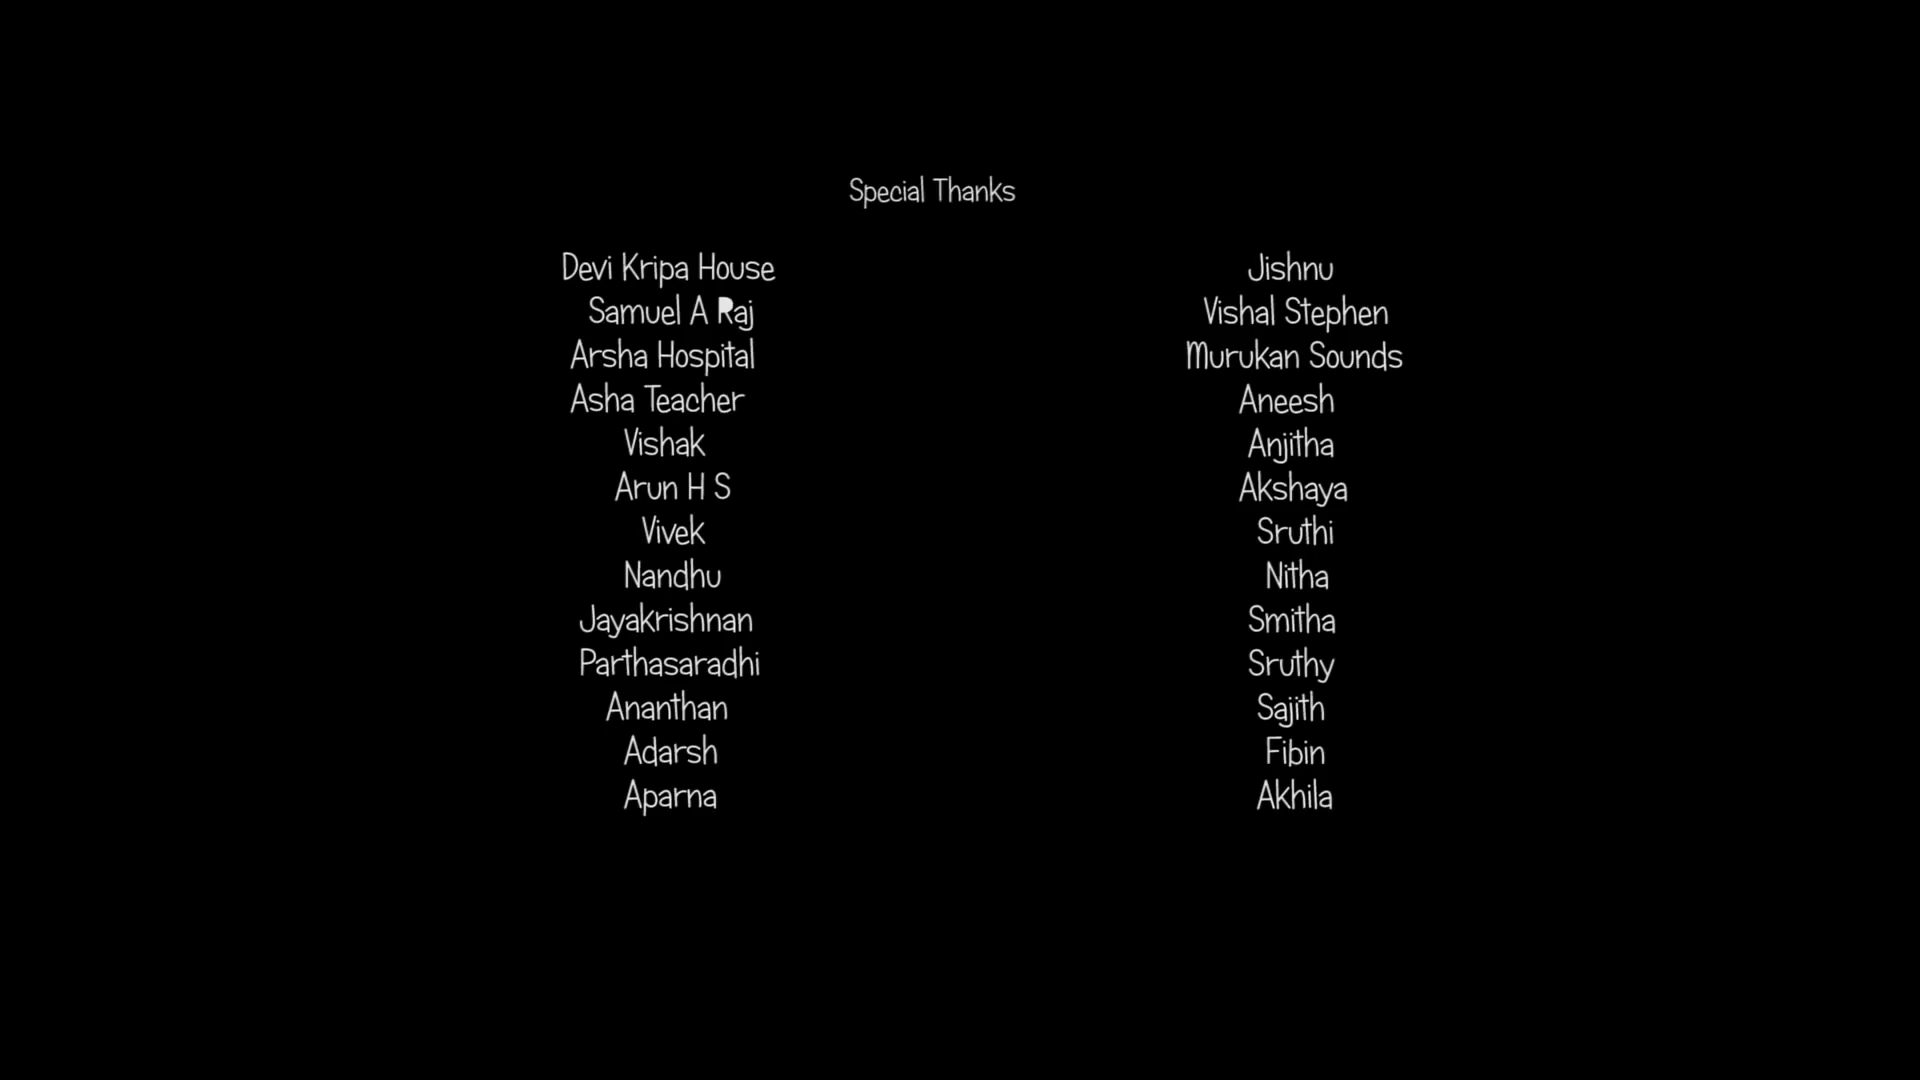 Special Thanks
Devi Kripa House
Samuel A Raj
Arsha Hospital
Asha Teacher
Vishak
Arun H S
Vivek
Nandhu
Jayakrishnan
Parthasaradhi
Ananthan
Adarsh
Aparna
Jishnu
Vishal Stephen
Murukan Sounds
Aneesh
Anjitha
Akshaya
Sruthi
Nitha
Smitha
Sruthy
Sajith
Fibin
Akhila